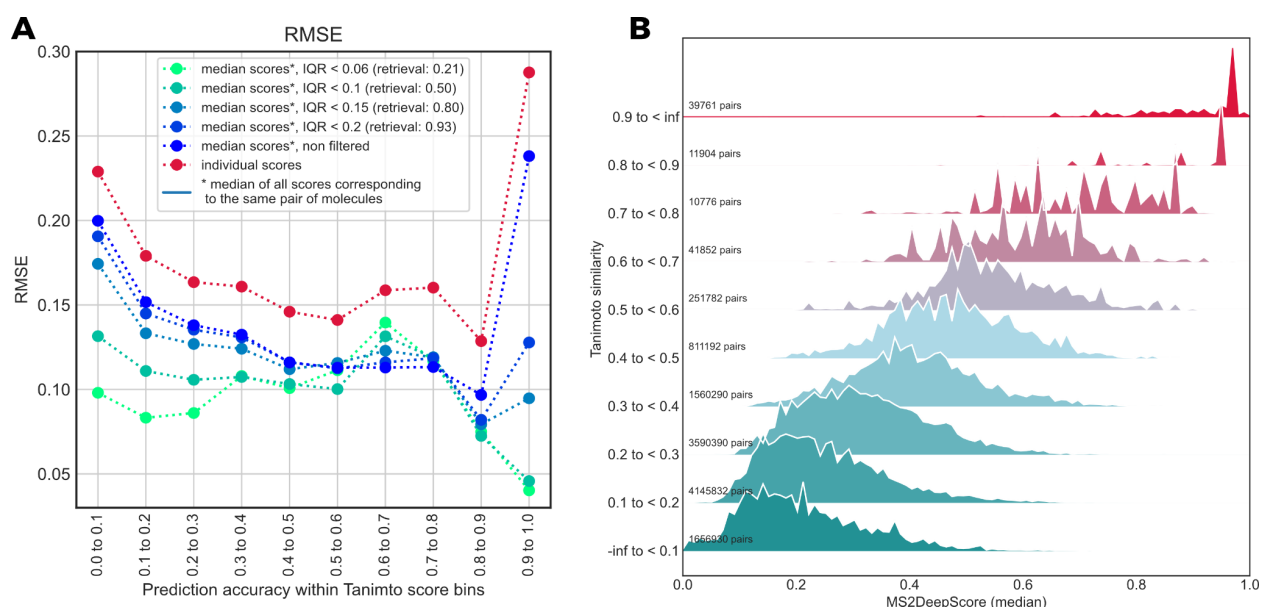 A
RMSE
0.30
0.25
0.20
0.15
0.10
0.05
RMSE
median scores*, IQR < 0.06 (retrieval: 0.21)
median scores*, IQR < 0.1 (retrieval: 0.50)
median scores*, IQR < 0.15 (retrieval: 0.80)
median scores*, IQR < 0.2 (retrieval: 0.93)
median scores*, non filtered
individual scores
* median of all scores corresponding
to the same pair of molecules
0.0 to 0.1
0.1 to 0.2
0.2 to 0.3
0.3 to 0.4
0.4 to 0.5
0.5 to 0.6
0.6 to 0.7
0.7 to 0.8
0.8 to 0.9
0.9 to 1.0
Prediction accuracy within Tanimto score bins
B
Tanimoto similarity
39761 pairs
0.9 to < inf
11904 pairs
0.8 to < 0.9
10776 pairs
0.7 to < 0.8
41852 pairs
0.6 to < 0.7
251782 pairs
0.5 to < 0.6
811192 pairs
0.4 to < 0.5
1560290 pairs
0.3 to < 0.4
3590390 pairs
0.2 to < 0.3
4145832 pairs
0.1 to < 0.2
1656930 pairs
-inf to < 0.1
0.0 0.2 0.4 0.6 0.8 1.0
MS2DeepScore (median)